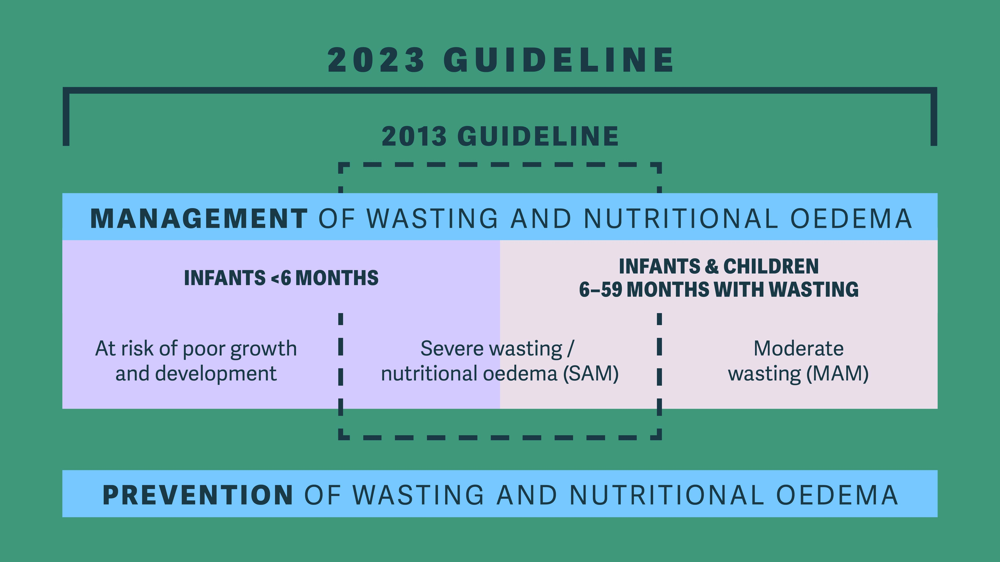 2023 GUIDELINE
2013 GUIDELINE
MANAGEMENT OF WASTING AND NUTRITIONAL OEDEMA
INFANTS <6 MONTHS
INFANTS & CHILDREN
6–59 MONTHS WITH WASTING
At risk of poor growth
and development
Severe wasting /
nutritional oedema (SAM)
Moderate
wasting (MAM)
PREVENTION OF WASTING AND NUTRITIONAL OEDEMA